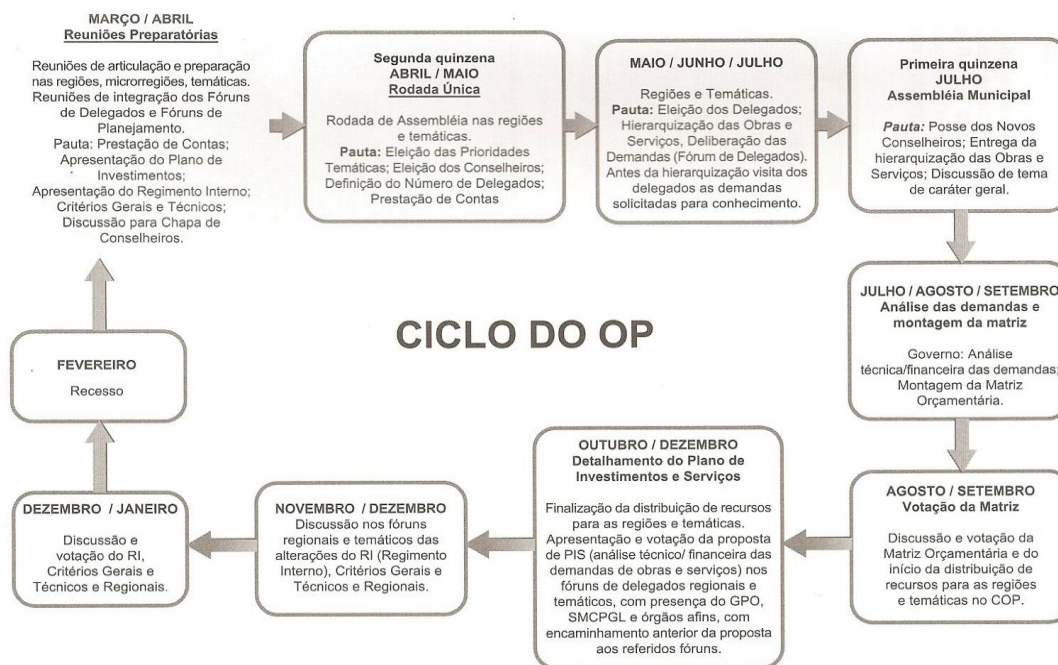 MARÇO / ABRIL
Reuniões Preparatórias
Reuniões de articulação e preparação
nas regiões, microrregiões, temáticas.
Reuniões de integração dos Fóruns
de Delegados e Fóruns de
Planejamento.
Pauta: Prestação de Contas;
Apresentação do Plano de
Investimentos;
Apresentação do Regimento Interno;
Critérios Gerais e Técnicos;
Discussão para Chapa de
Conselheiros.
Segunda quinzena
ABRIL / MAIO
Rodada Única
Rodada de Assembléia nas regiões
e temáticas.
Pauta: Eleição das Prioridades
Temáticas; Eleição dos Conselheiros;
Definição do Número de Delegados;
Prestação de Contas
MAIO / JUNHO / JULHO
Regiões e Temáticas.
Pauta: Eleição dos Delegados;
Hierarquização das Obras e
Serviços, Deliberação das
Demandas (Fórum de Delegados).
Antes da hierarquização visita dos
delegados as demandas
solicitadas para conhecimento.
Primeira quinzena
JULHO
Assembléia Municipal
Pauta: Posse dos Novos
Conselheiros; Entrega da
hierarquização das Obras e
Serviços; Discussão de tema
de caráter geral.
JULHO / AGOSTO / SETEMBRO
Análise das demandas e
montagem da matriz
Governo: Análise
técnica/financeira das demandas;
Montagem da Matriz
Orçamentária.
CICLO DO OP
AGOSTO / SETEMBRO
Votação da Matriz
Discussão e votação da
Matriz Orçamentária e do
início da distribuição de
recursos para as regiões
e temáticas no COP.
OUTUBRO / DEZEMBRO
Detalhamento do Plano de
Investimentos e Serviços
Finalização da distribuição de recursos
para as regiões e temáticas.
Apresentação e votação da proposta
de PIS (análise técnico/ financeira das
demandas de obras e serviços) nos
fóruns de delegados regionais e
temáticos, com presença do GPO,
SMCPGL e órgãos afins, com
encaminhamento anterior da proposta
aos referidos fóruns.
NOVEMBRO / DEZEMBRO
Discussão nos fóruns
regionais e temáticos das
alterações do RI (Regimento
Interno), Critérios Gerais e
Técnicos e Regionais.
DEZEMBRO / JANEIRO
Discussão e
votação do RI,
Critérios Gerais e
Técnicos e Regionais.
FEVEREIRO
Recesso